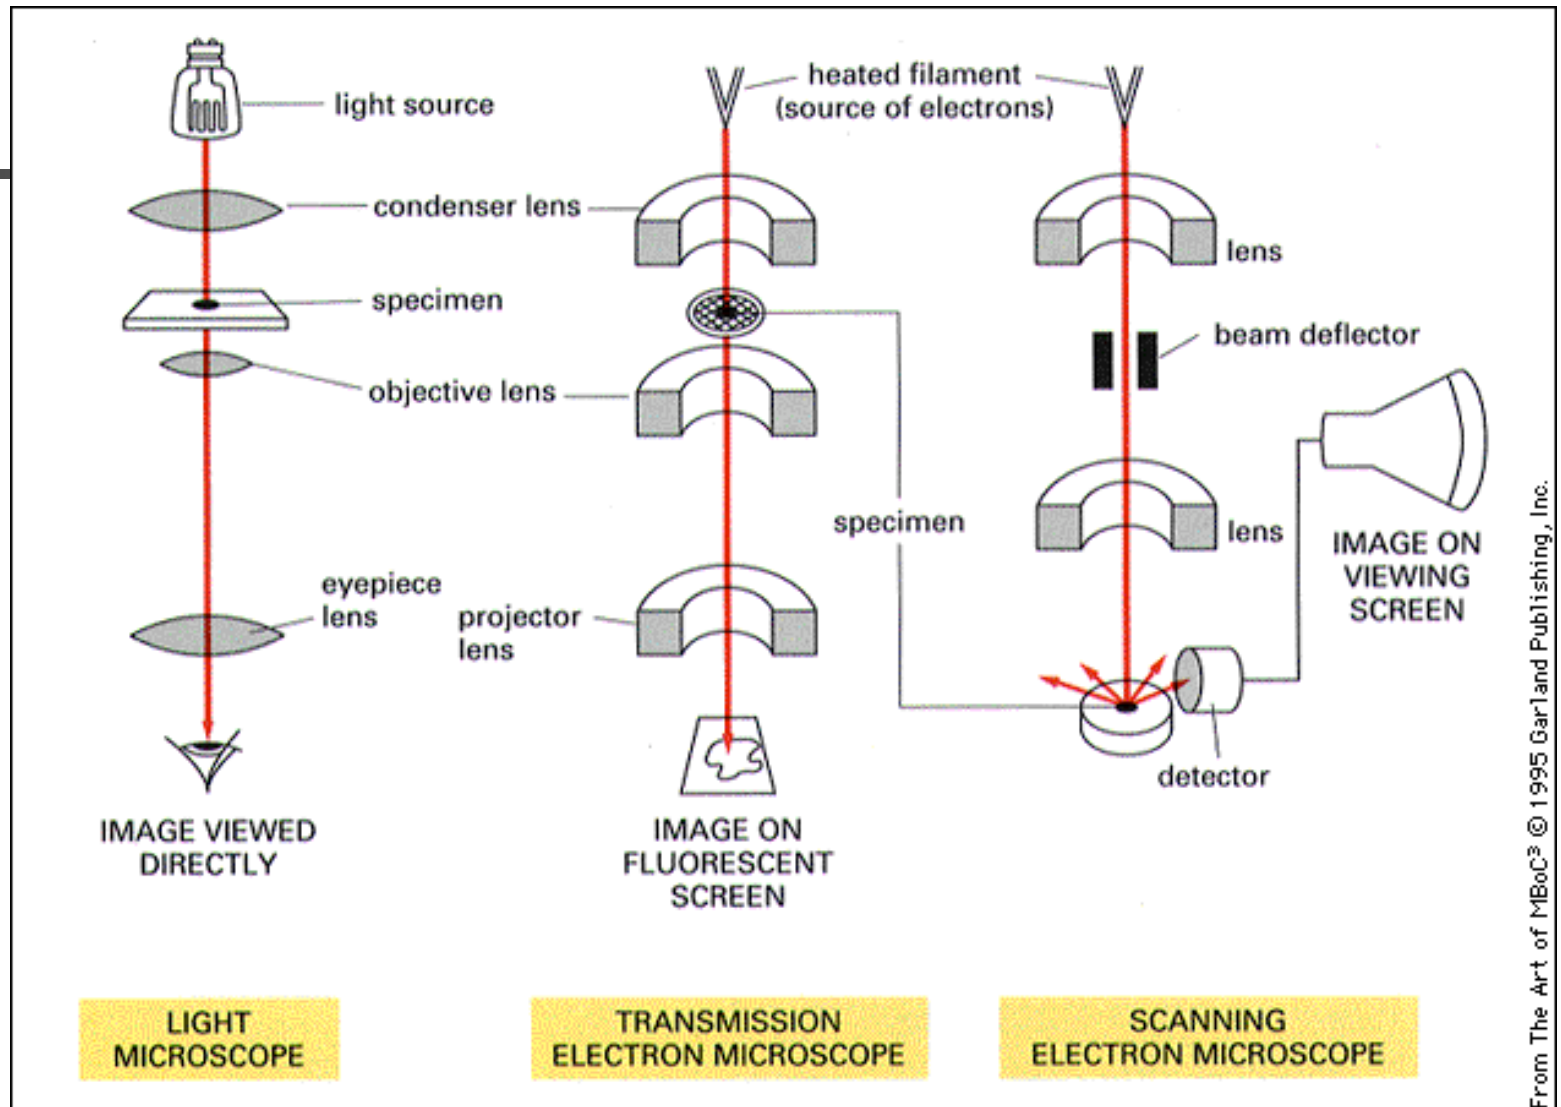 light source
heated filament
(source of electrons)
condenser lens
lens
specimen
beam deflector
objective lens
specimen
lens
IMAGE ON
VIEWING
SCREEN
eyepiece
lens
projector
lens
detector
IMAGE VIEWED
DIRECTLY
IMAGE ON
FLUORESCENT
SCREEN
LIGHT
MICROSCOPE
TRANSMISSION
ELECTRON MICROSCOPE
SCANNING
ELECTRON MICROSCOPE
From The Art of MBoC³ © 1995 Garland Publishing, Inc.